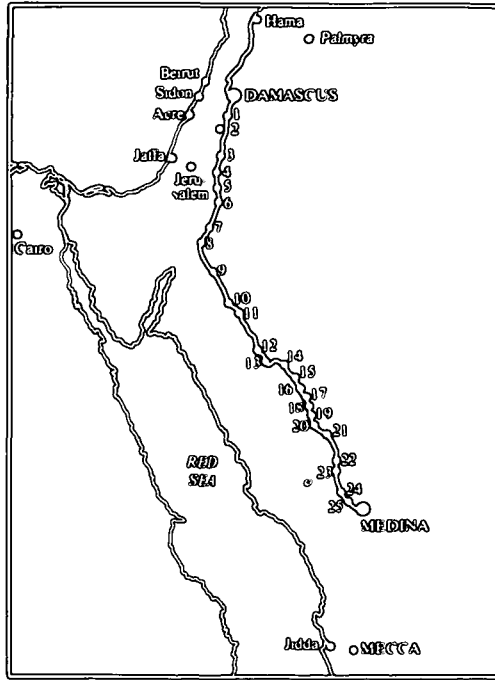 Hama
Palmyra
Beirut
Sidon
DAMASCUS
Acre
1
2
Jaffa
3
Jeru
salem
4
5
6
7
Cairo
8
9
10
11
12
13
14
15
16
17
18
19
20
21
RED
SEA
22
23
24
25
MEDINA
Jidda
MECCA